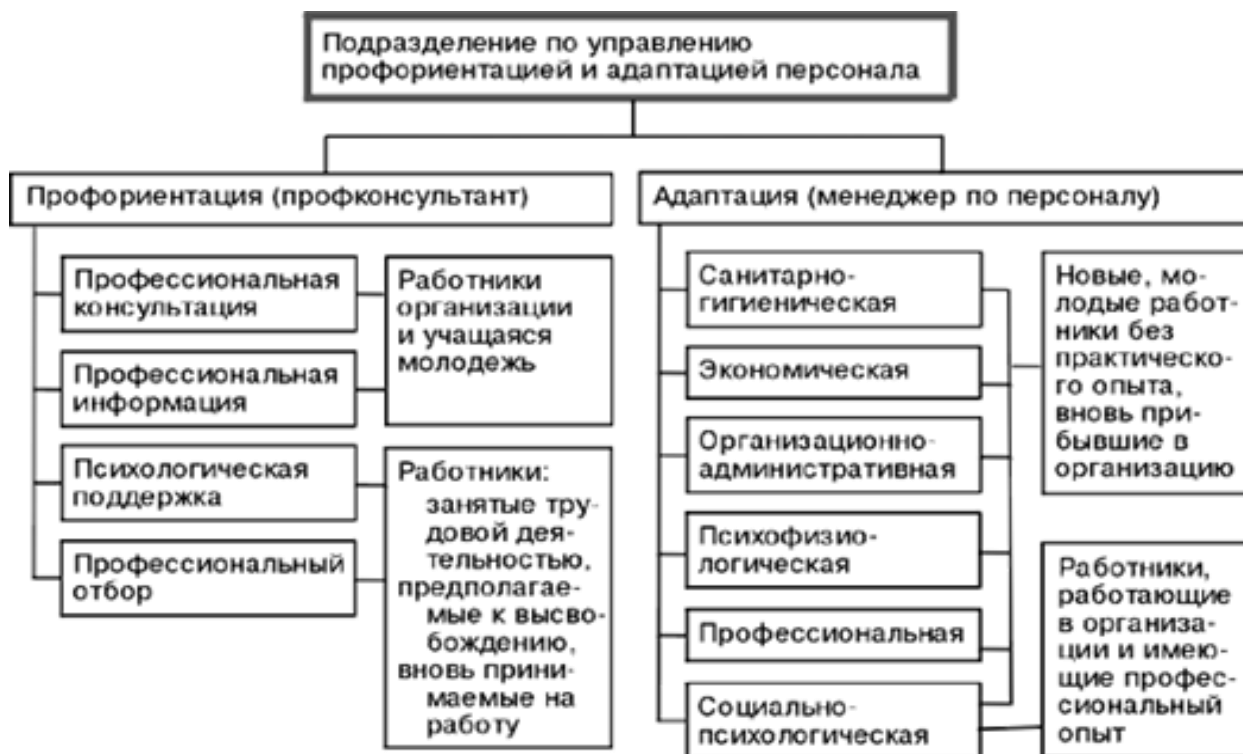 Подразделение по управлению
профориентацией и адаптацией персонала
Профориентация (профконсультант)
Профессиональная
консультация
Профессиональная
информация
Психологическая
поддержка
Профессиональный
отбор
Работники
организации
и учащаяся
молодежь
Работники:
занятые тру-
довой дея-
тельностью,
предполагае-
мые к высво-
бождению,
вновь прини-
маемые на
работу
Адаптация (менеджер по персоналу)
Санитарно-
гигиеническая
Экономическая
Организационно-
административная
Психофизио-
логическая
Профессиональная
Социально-
психологическая
Новые, мо-
лодые работ-
ники без
практическо-
го опыта,
вновь при-
бывшие в
организацию
Работники,
работающие
в организа-
ции и имею-
щие профес-
сиональный
опыт